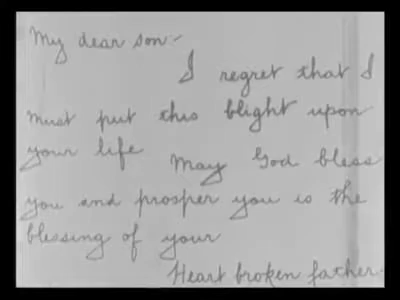 My dear son:-
I regret that I
must put this blight upon
your life May God bless
you and prosper you is the
blessing of your
Heart broken father.